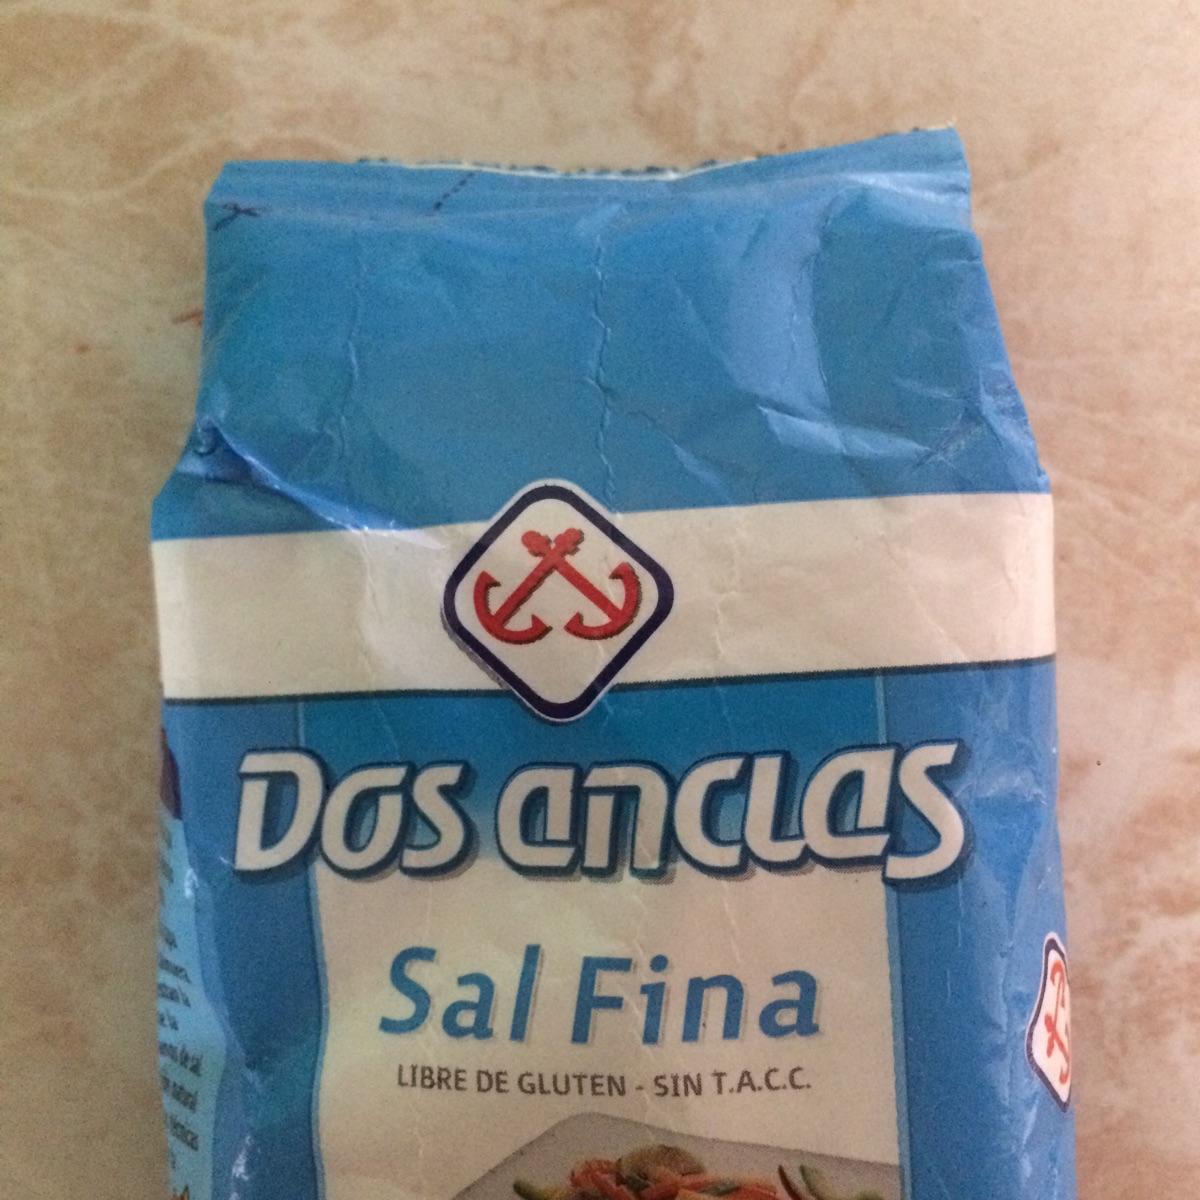 Dos anclas
Sal Fina
LIBRE DE GLUTEN - SIN T.A.C.C.